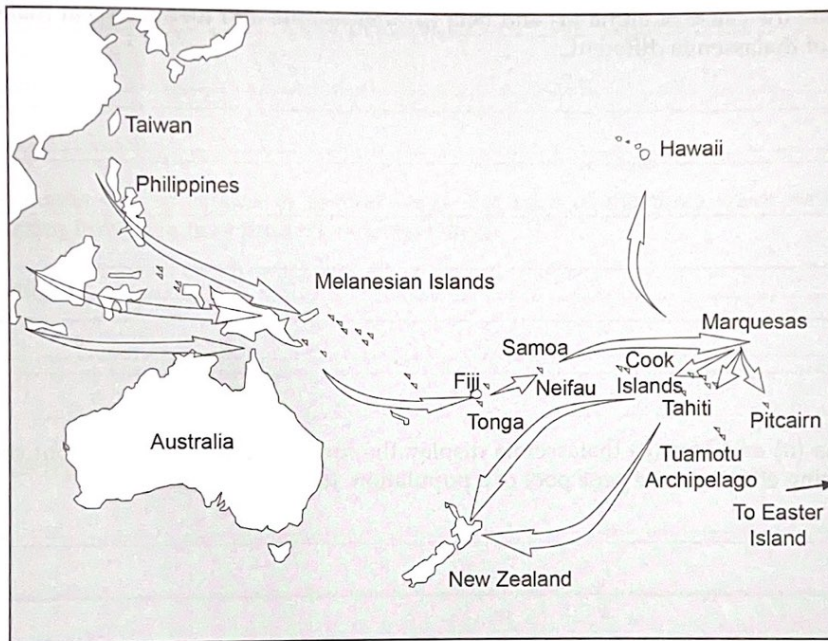 Taiwan
Philippines
Hawaii
Melanesian Islands
Marquesas
Samoa
Cook
Islands
Fiji
Neifau
Tonga
Tahiti
Pitcairn
Australia
Tuamotu
Archipelago
To Easter
Island
New Zealand